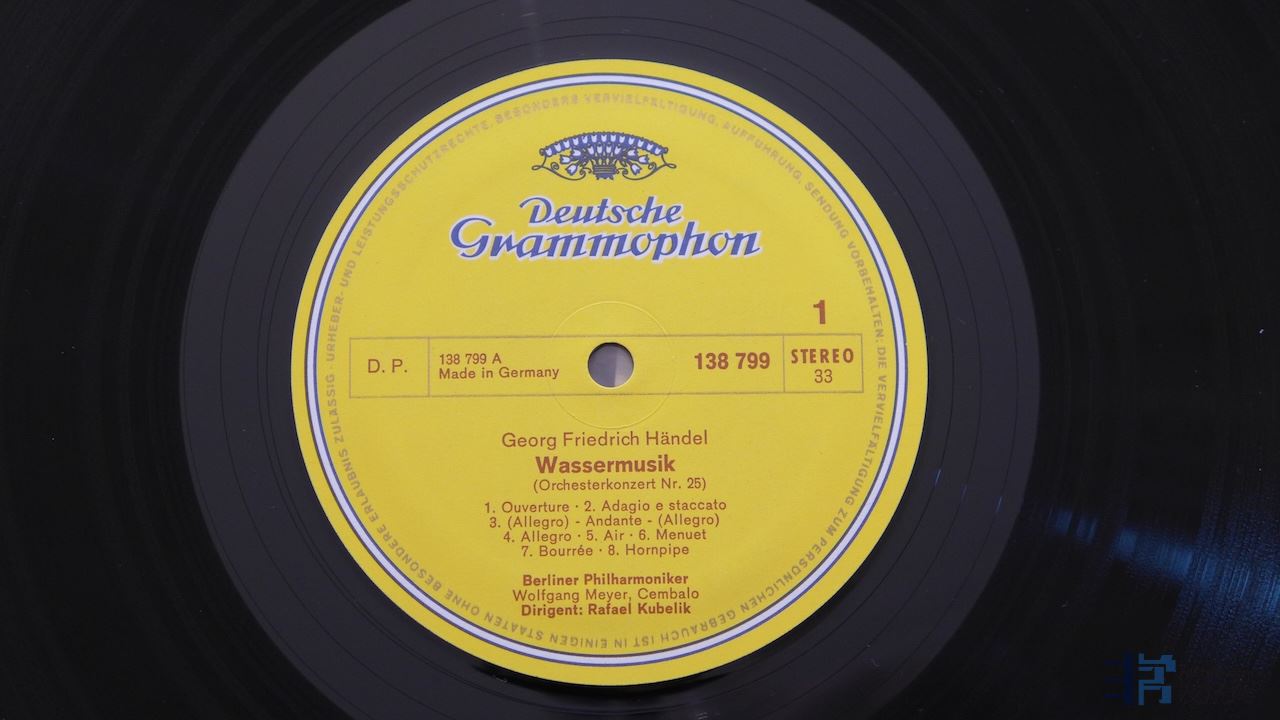 Deutsche
Grammophon
1
D. P.
138 799 A
Made in Germany
138 799
STEREO
33
Georg Friedrich Händel
Wassermusik
(Orchesterkonzert Nr. 25)
1. Ouverture · 2. Adagio e staccato
3. (Allegro) - Andante - (Allegro)
4. Allegro · 5. Air · 6. Menuet
7. Bourrée · 8. Hornpipe
Berliner Philharmoniker
Wolfgang Meyer, Cembalo
Dirigent: Rafael Kubelik
URHEBER- UND LEISTUNGSSCHUTZRECHTE, BESONDERS VERVIELFÄLTIGUNG, AUFFÜHRUNG, SENDUNG VORBEHALTEN; DIE VERVIELFÄLTIGUNG ZUM PERSÖNLICHEN GEBRAUCH IST IN EINIGEN STAATEN OHNE BESONDERE ERLAUBNIS ZULÄSSIG ·